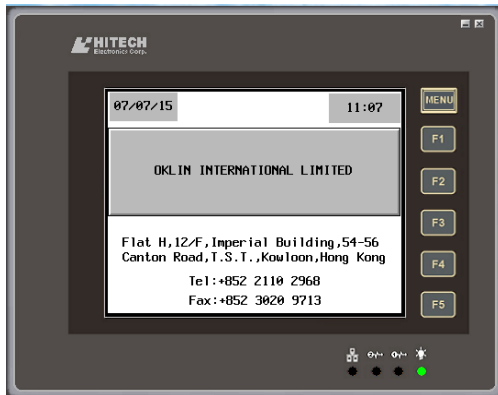 HITECH
Electronics Corp.
07/07/15
11:07
MENU
OKLIN INTERNATIONAL LIMITED
F1
F2
F3
F4
F5
Flat H,12/F,Imperial Building,54-56
Canton Road,T.S.T.,Kowloon,Hong Kong
Tel:+852 2110 2968
Fax:+852 3020 9713